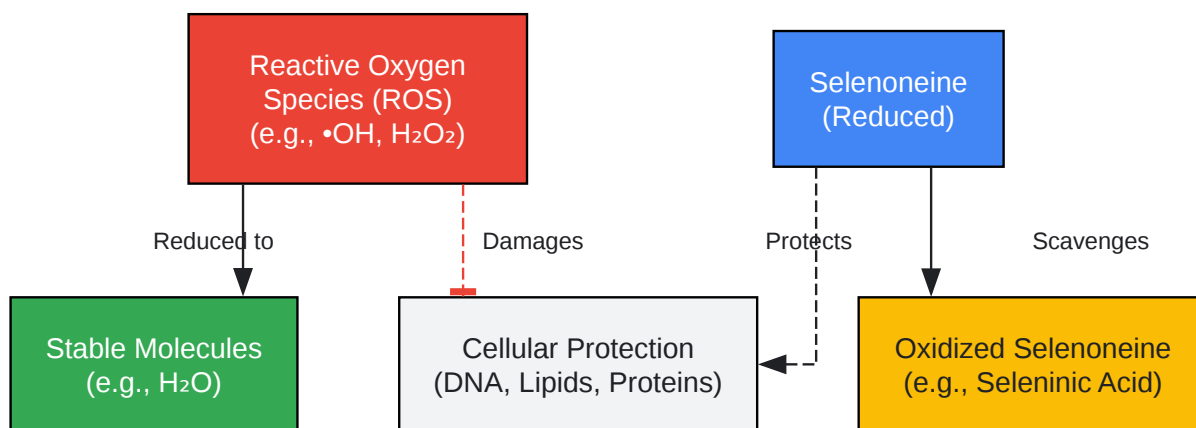 Reactive Oxygen
Species (ROS)
(e.g., •OH, H₂O₂)
Selenoneine
(Reduced)
Reduced to
Damages
Protects
Scavenges
Stable Molecules
(e.g., H₂O)
Cellular Protection
(DNA, Lipids, Proteins)
Oxidized Selenoneine
(e.g., Seleninic Acid)